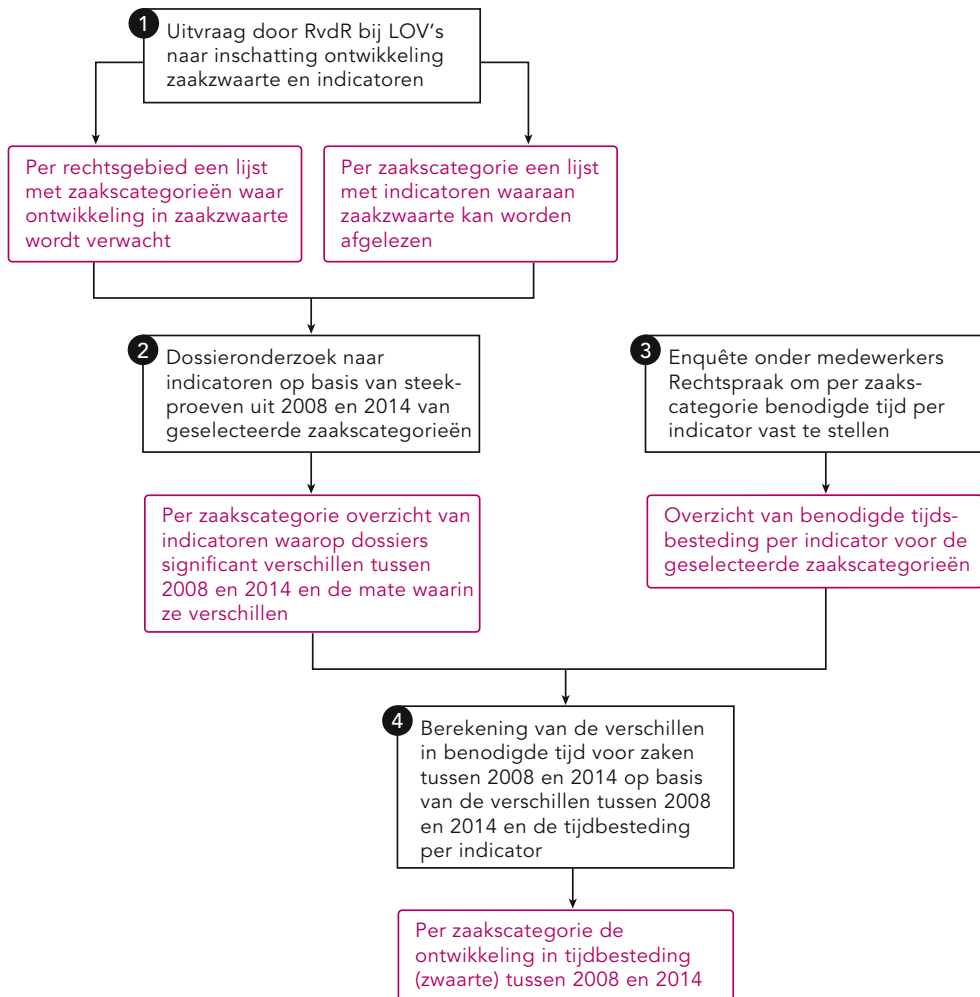 1
Uitvraag door RvdR bij LOV's
naar inschatting ontwikkeling
zaakzwaarte en indicatoren
Per rechtsgebied een lijst
met zaakscategorieën waar
ontwikkeling in zaakzwaarte
wordt verwacht
Per zaakscategorie een lijst
met indicatoren waaraan
zaakzwaarte kan worden
afgelezen
2
Dossieronderzoek naar
indicatoren op basis van steek-
proeven uit 2008 en 2014 van
geselecteerde zaakscategorieën
3
Enquête onder medewerkers
Rechtspraak om per zaaks-
categorie benodigde tijd per
indicator vast te stellen
Per zaakscategorie overzicht van
indicatoren waarop dossiers
significant verschillen tussen
2008 en 2014 en de mate waarin
ze verschillen
Overzicht van benodigde tijds-
besteding per indicator voor de
geselecteerde zaakscategorieën
4
Berekening van de verschillen
in benodigde tijd voor zaken
tussen 2008 en 2014 op basis
van de verschillen tussen 2008
en 2014 en de tijdbesteding
per indicator
Per zaakscategorie de
ontwikkeling in tijdbesteding
(zwaarte) tussen 2008 en 2014